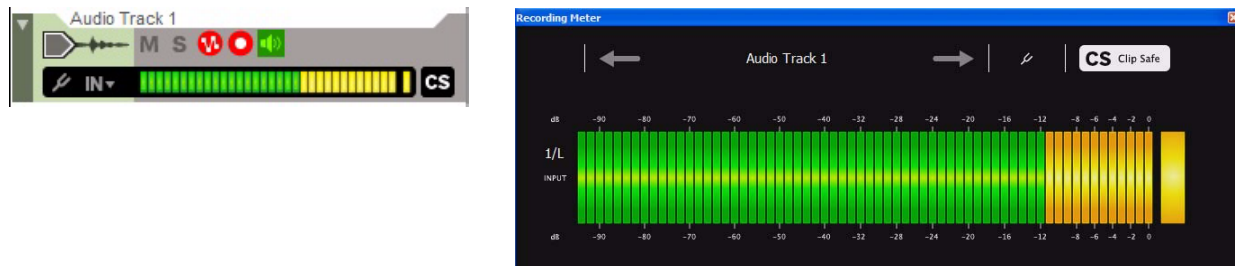 Audio Track 1
M S
IN
CS
Recording Meter
Audio Track 1
CS Clip Safe
dB -90 -80 -70 -60 -50 -40 -32 -28 -24 -20 -16 -12 -8 -6 -4 -2 0
1/L
INPUT
dB -90 -80 -70 -60 -50 -40 -32 -28 -24 -20 -16 -12 -8 -6 -4 -2 0